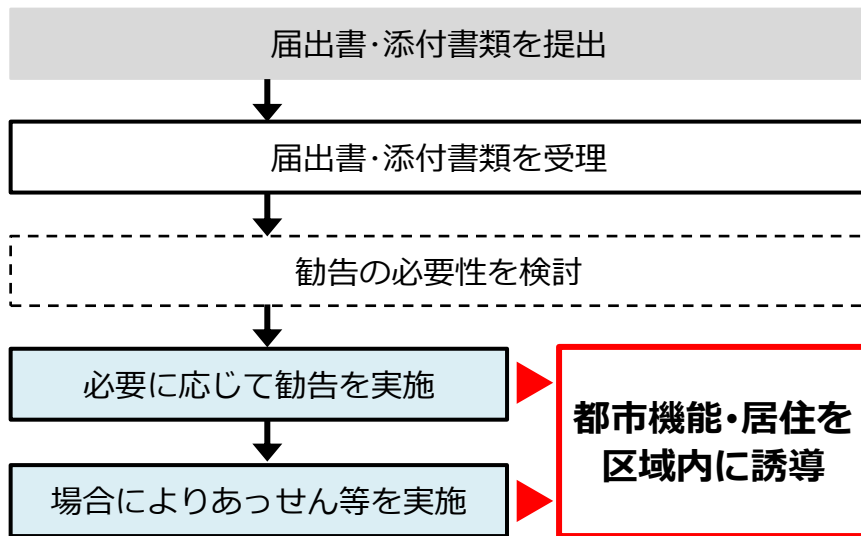 届出書・添付書類を提出
届出書・添付書類を受理
勧告の必要性を検討
必要に応じて勧告を実施
場合によりあっせん等を実施
都市機能・居住を
区域内に誘導